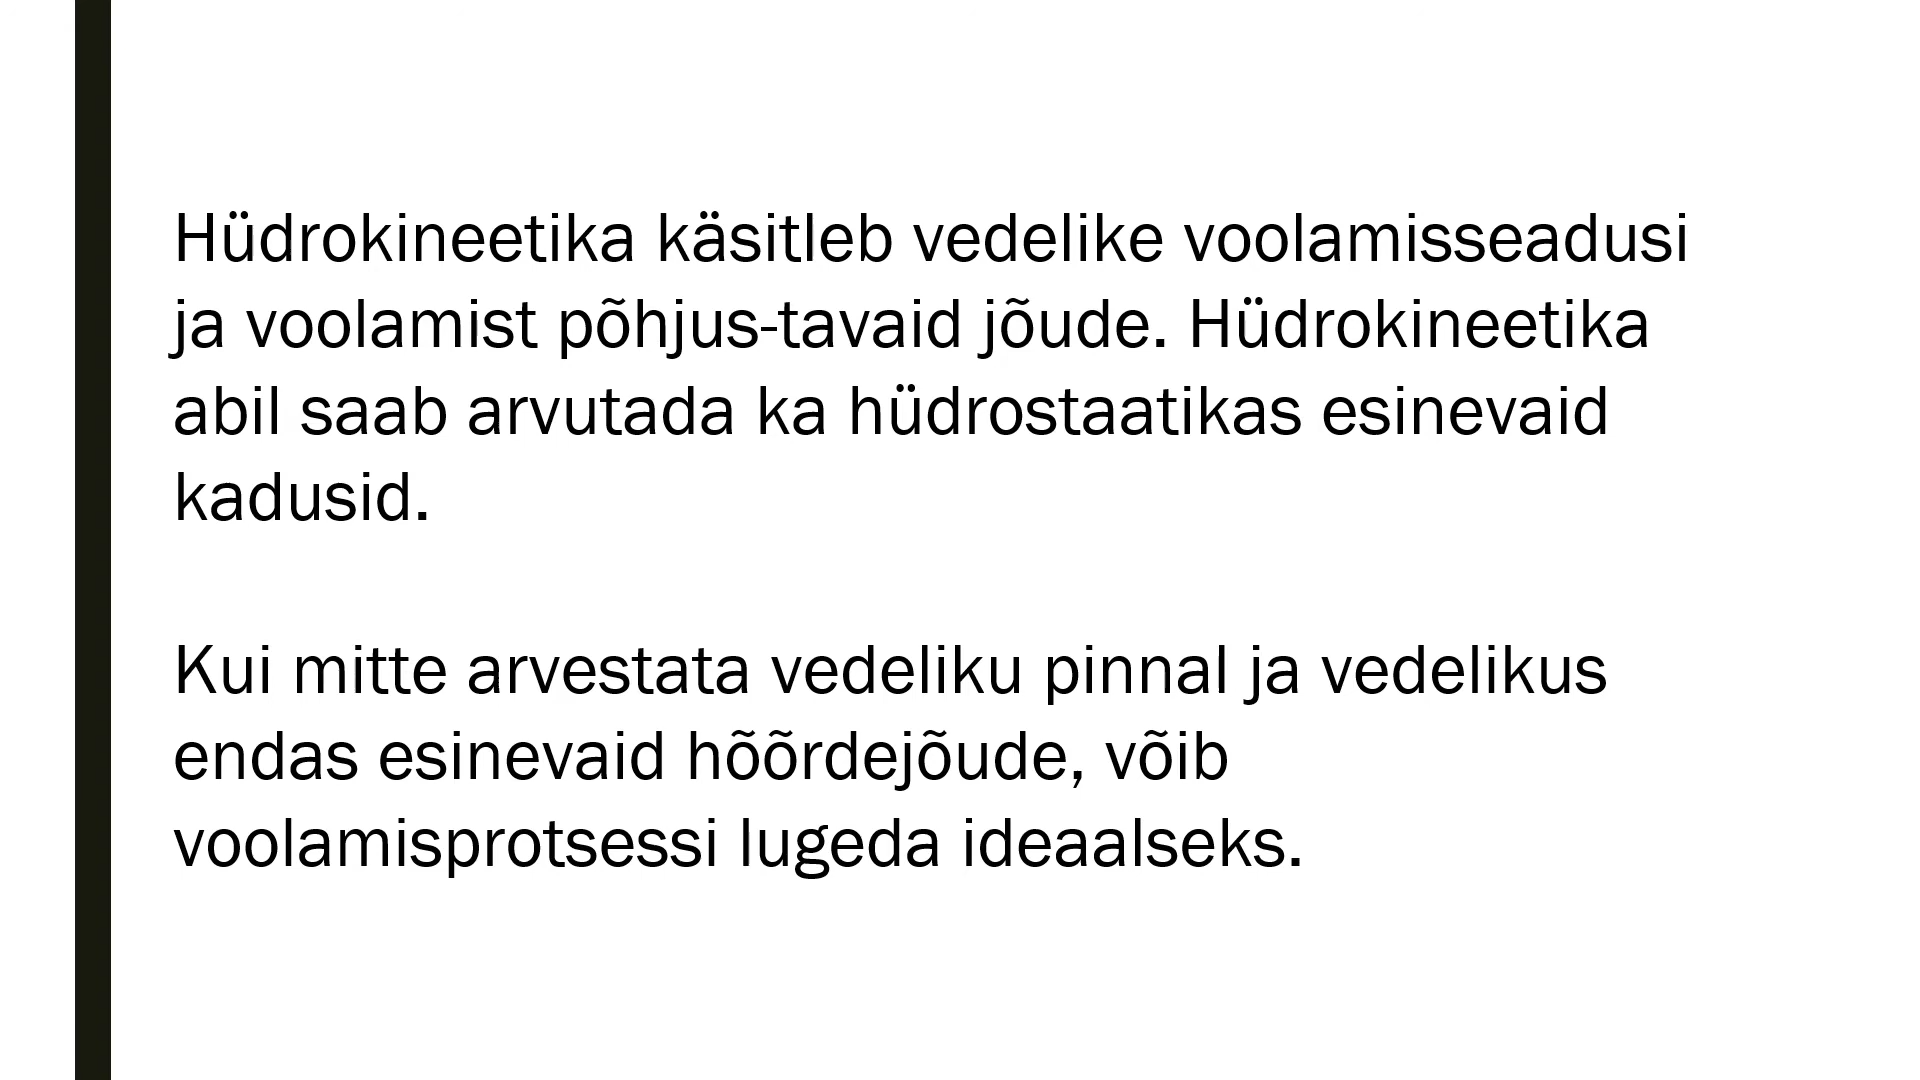 Hüdrokineetika käsitleb vedelike voolamisseadusi
ja voolamist põhjus-tavaid jõude. Hüdrokineetika
abil saab arvutada ka hüdrostaatikas esinevaid
kadusid.
Kui mitte arvestata vedeliku pinnal ja vedelikus
endas esinevaid hõõrdejõude, võib
voolamisprotsessi lugeda ideaalseks.